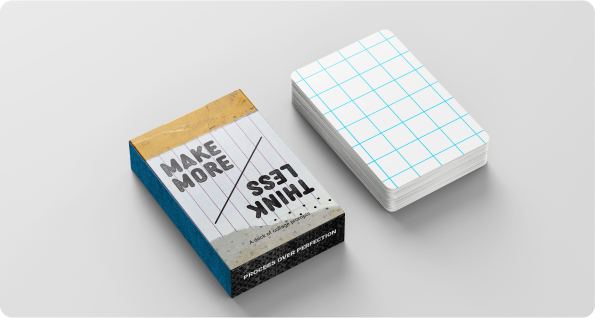 MAKE
MORE
THINK
LESS
A deck of collage prompts
PROCESS OVER PERFECTION